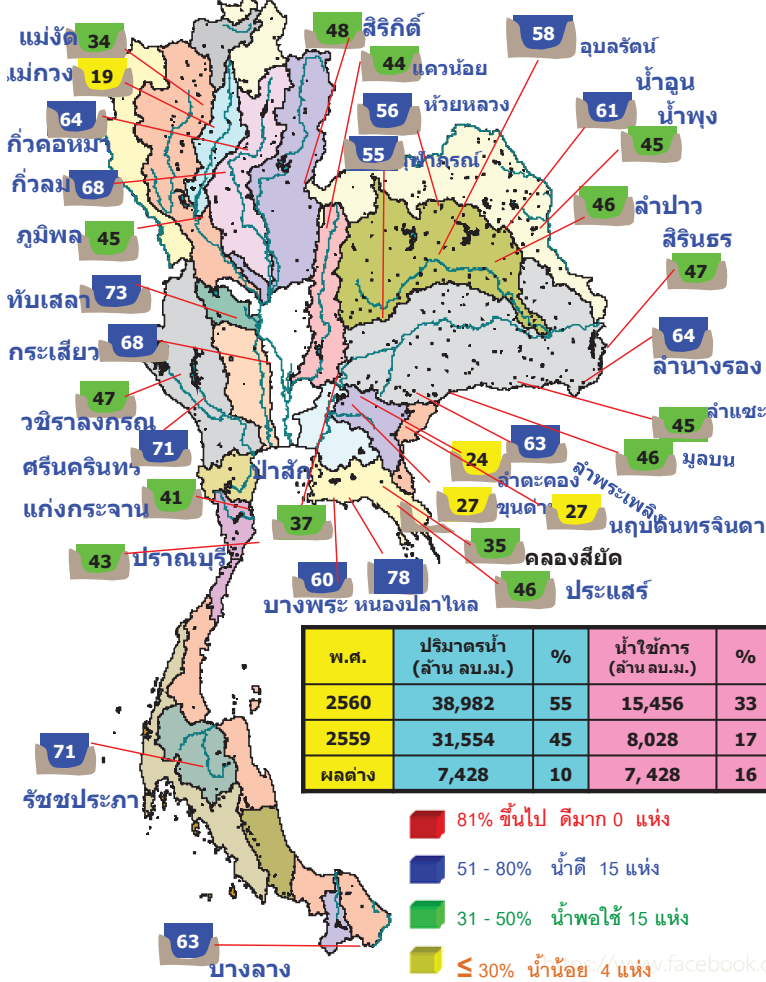 แม่งัด
34
48
สิริกิติ์
58
อุบลรัตน์
แม่กวง
19
44
แควน้อย
64
56
ห้วยหลวง
61
น้ำอูน
น้ำพุง
45
กิ่วคอหมา
55
จุฬาภรณ์
กิ่วลม
68
46
ลำปาว
ภูมิพล
45
สิรินธร
47
ทับเสลา
73
กระเสียว
68
64
ลำนางรอง
47
วชิราลงกรณ
45
ลำแชะ
71
63
46
มูลบน
ศรีนครินทร
ป่าสัก
24
ลำตะคอง
ลำพระเพลิง
แก่งกระจาน
41
27
ขุนด่าน
27
นฤบดินทรจินดา
37
35
คลองสียัด
43
ปราณบุรี
60
78
46
ประแสร์
บางพระ
หนองปลาไหล
พ.ศ. ปริมาตรน้ำ (ล้าน ลบ.ม.) % น้ำใช้การ (ล้าน ลบ.ม.) %
2560 38,982 55 15,456 33
2559 31,554 45 8,028 17
ผลต่าง 7,428 10 7, 428 16
71
รัชชประภา
81% ขึ้นไป ดีมาก 0 แห่ง
51 - 80% น้ำดี 15 แห่ง
31 - 50% น้ำพอใช้ 15 แห่ง
≤ 30% น้ำน้อย 4 แห่ง
63
บางลาง
https://www.facebook.c